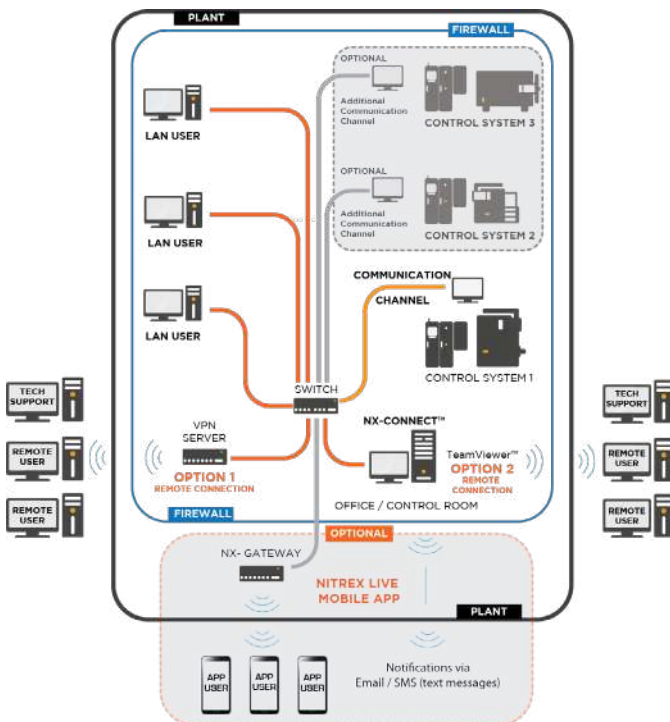 PLANT
FIREWALL
OPTIONAL
Additional
Communication
Channel
CONTROL SYSTEM 3
LAN USER
OPTIONAL
Additional
Communication
Channel
CONTROL SYSTEM 2
LAN USER
COMMUNICATION
CHANNEL
LAN USER
CONTROL SYSTEM 1
SWITCH
TECH
SUPPORT
REMOTE
USER
REMOTE
USER
VPN
SERVER
OPTION 1
REMOTE CONNECTION
NX-CONNECT™
TeamViewer™
OPTION 2
REMOTE
CONNECTION
TECH
SUPPORT
REMOTE
USER
REMOTE
USER
OFFICE / CONTROL ROOM
FIREWALL
OPTIONAL
NX- GATEWAY
NITREX LIVE
MOBILE APP
PLANT
APP
USER
APP
USER
APP
USER
Notifications via
Email / SMS (text messages)